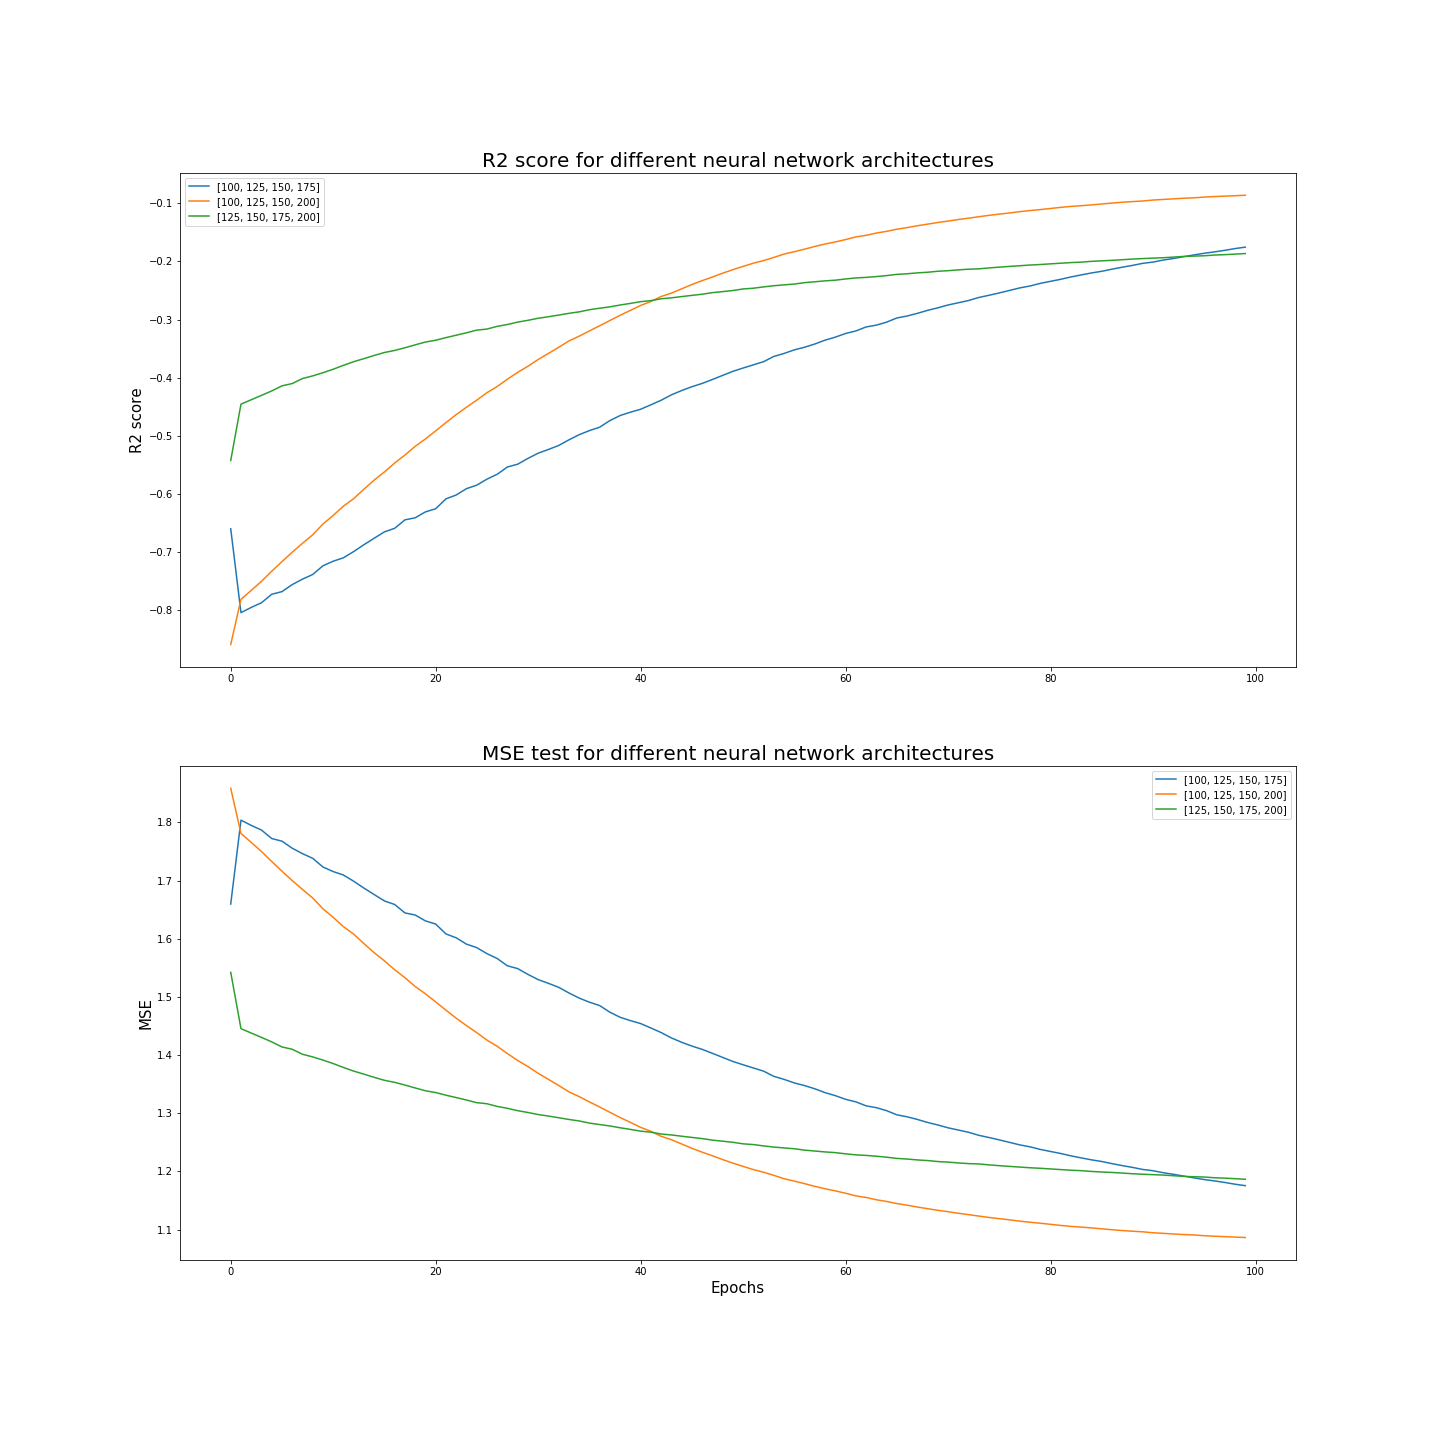 R2 score for different neural network architectures
[100, 125, 150, 175]
[100, 125, 150, 200]
[125, 150, 175, 200]
R2 score
−0.1
−0.2
−0.3
−0.4
−0.5
−0.6
−0.7
−0.8
0 20 40 60 80 100
MSE test for different neural network architectures
[100, 125, 150, 175]
[100, 125, 150, 200]
[125, 150, 175, 200]
MSE
1.8
1.7
1.6
1.5
1.4
1.3
1.2
1.1
0 20 40 60 80 100
Epochs